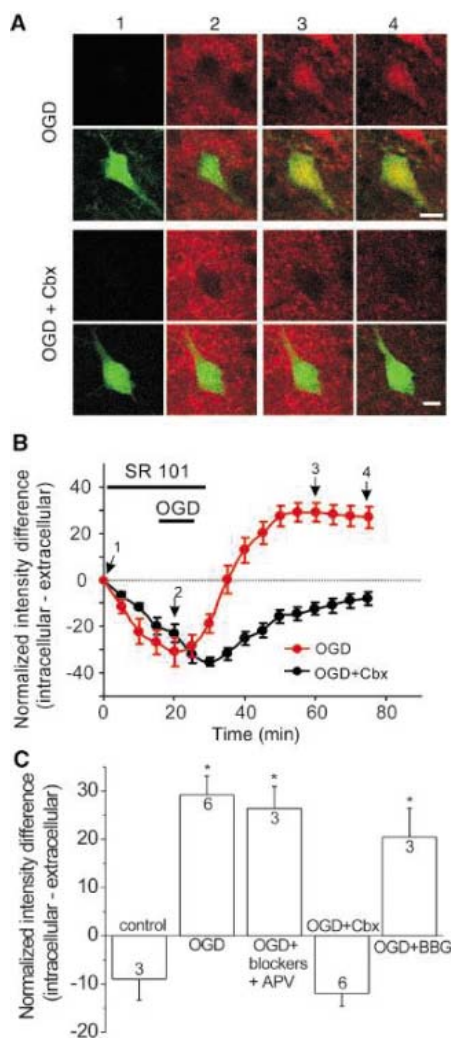 A
1 2 3 4
OGD
OGD + Cbx
B
SR 101
OGD
1
2
3
4
40
20
0
-20
-40
-60
Normalized intensity difference
(intracellular - extracellular)
OGD
OGD+Cbx
0 20 40 60 80
Time (min)
C
30
20
10
0
-10
-20
Normalized intensity difference
(intracellular - extracellular)
* * *
6
3
3
control
OGD+Cbx
OGD
OGD+
blockers
+ APV
OGD+BBG
3
6